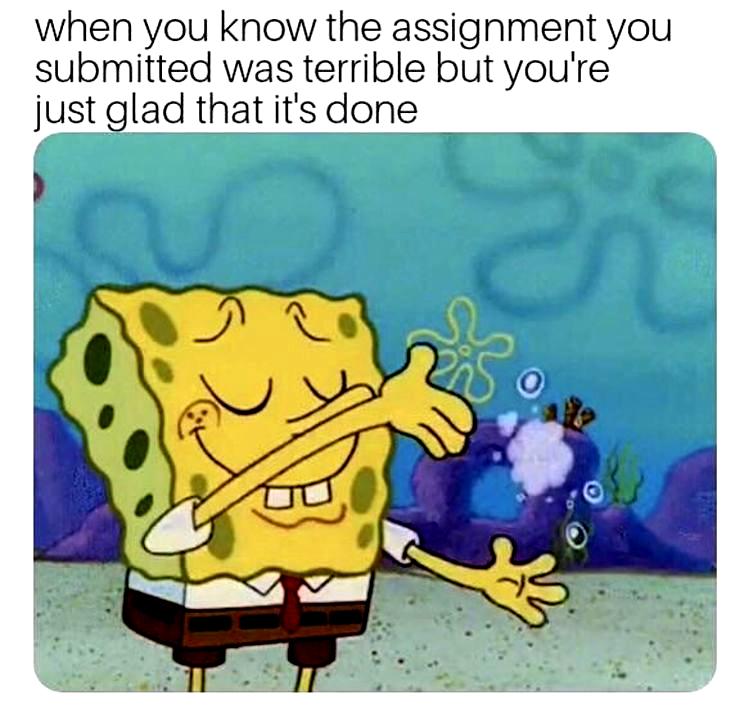 when you know the assignment you
submitted was terrible but you're
just glad that it's done